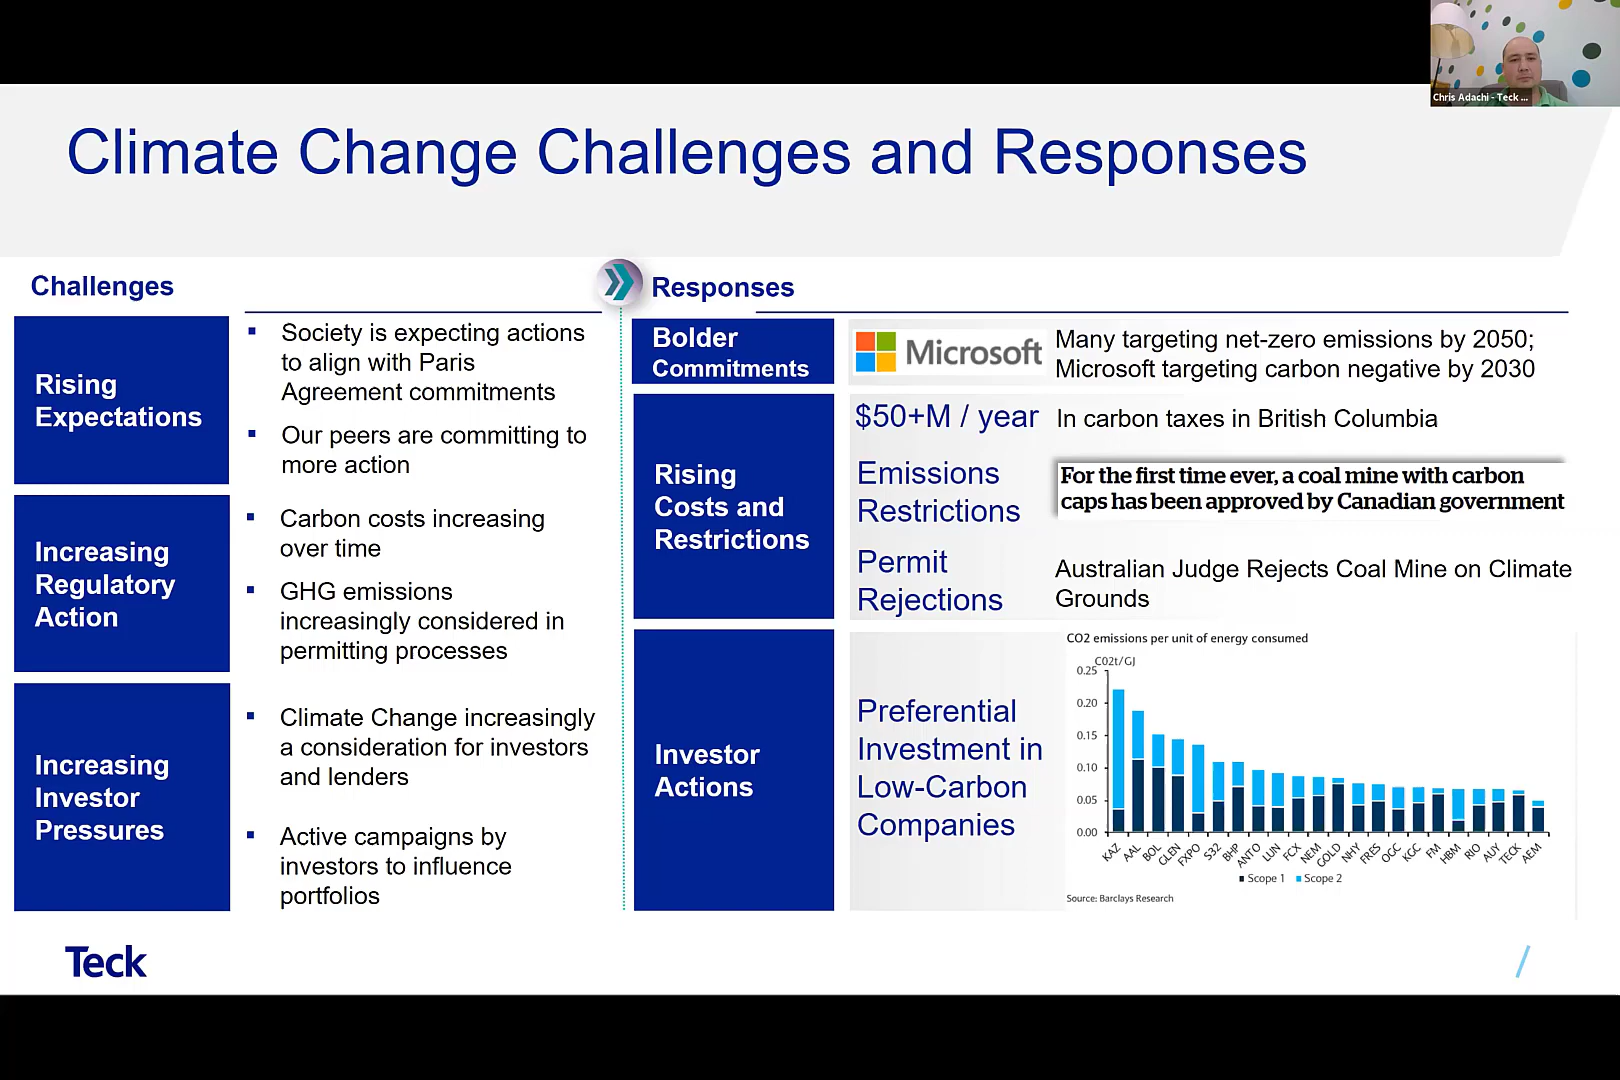 Chris Adachi - Teck ...
Climate Change Challenges and Responses
Challenges
Rising
Expectations
Society is expecting actions
to align with Paris
Agreement commitments
Our peers are committing to
more action
Increasing
Regulatory
Action
Carbon costs increasing
over time
GHG emissions
increasingly considered in
permitting processes
Increasing
Investor
Pressures
Climate Change increasingly
a consideration for investors
and lenders
Active campaigns by
investors to influence
portfolios
Responses
Bolder
Commitments
Microsoft
Many targeting net-zero emissions by 2050;
Microsoft targeting carbon negative by 2030
Rising
Costs and
Restrictions
$50+M / year
In carbon taxes in British Columbia
Emissions
Restrictions
For the first time ever, a coal mine with carbon
caps has been approved by Canadian government
Permit
Rejections
Australian Judge Rejects Coal Mine on Climate
Grounds
Investor
Actions
Preferential
Investment in
Low-Carbon
Companies
CO2 emissions per unit of energy consumed
C02t/GJ
0.25
0.20
0.15
0.10
0.05
0.00
KAZ AAL BOL GLEN FXPO S32 BHP ANTO LUN FCX NEM GOLD NHY FRES OGC KGC FM HBM RIO AUY TECK AEM
Scope 1 Scope 2
Source: Barclays Research
Teck